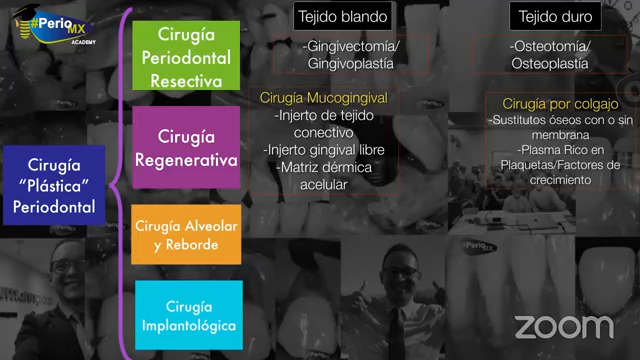 #Perio
MX
ACADEMY
Cirugía
“Plástica”
Periodontal
Cirugía
Periodontal
Resectiva
Cirugía
Regenerativa
Cirugía Alveolar
y Reborde
Cirugía
Implantológica
Tejido blando
-Gingivectomía/
Gingivoplastía
Cirugía Mucogingival
-Injerto de tejido
conectivo
-Injerto gingival libre
-Matriz dérmica
acelular
Tejido duro
-Osteotomía/
Osteoplastía
Cirugía por colgajo
-Sustitutos óseos con o sin
membrana
-Plasma Rico en
Plaquetas/Factores de
crecimiento
zoom